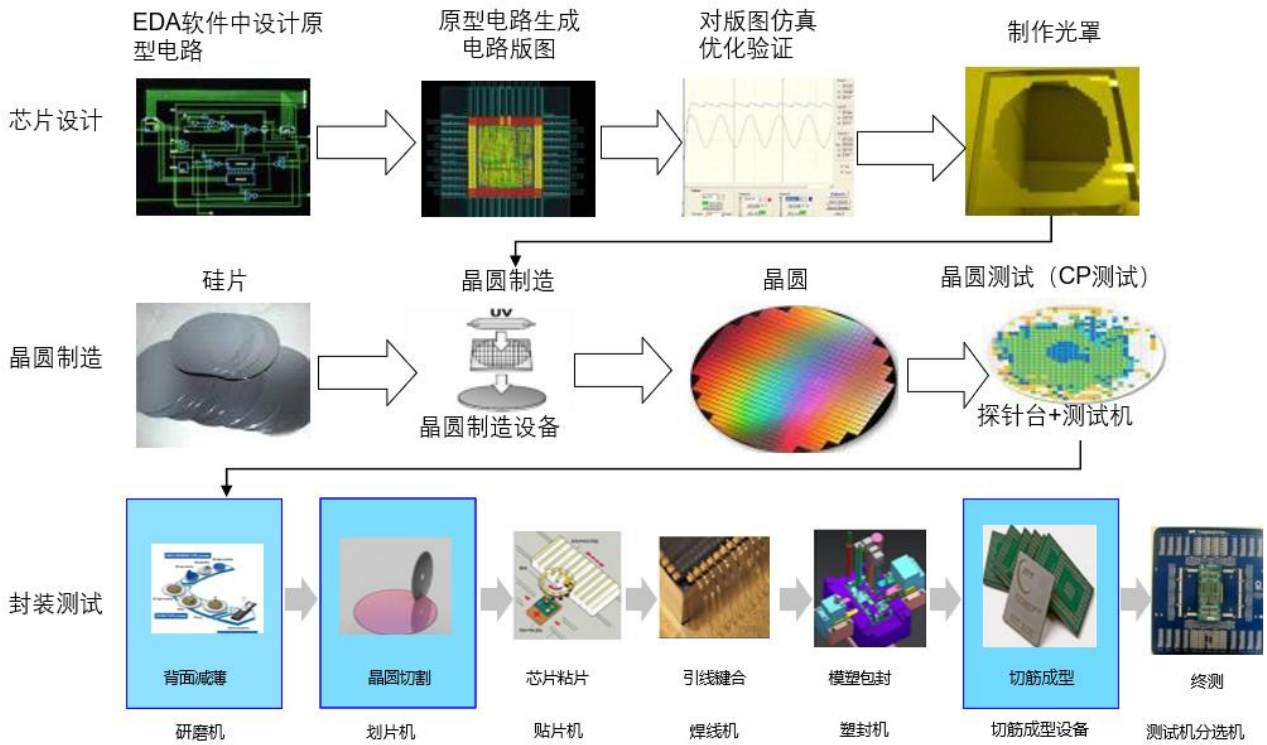 EDA软件中设计原
型电路
原型电路生成
电路版图
对版图仿真
优化验证
制作光罩
芯片设计
硅片
晶圆制造
晶圆
晶圆测试（CP测试）
晶圆制造
UV
晶圆制造设备
探针台+测试机
封装测试
背面减薄
晶圆切割
芯片粘片
引线键合
模塑包封
切筋成型
终测
研磨机
划片机
贴片机
焊线机
塑封机
切筋成型设备
测试机分选机